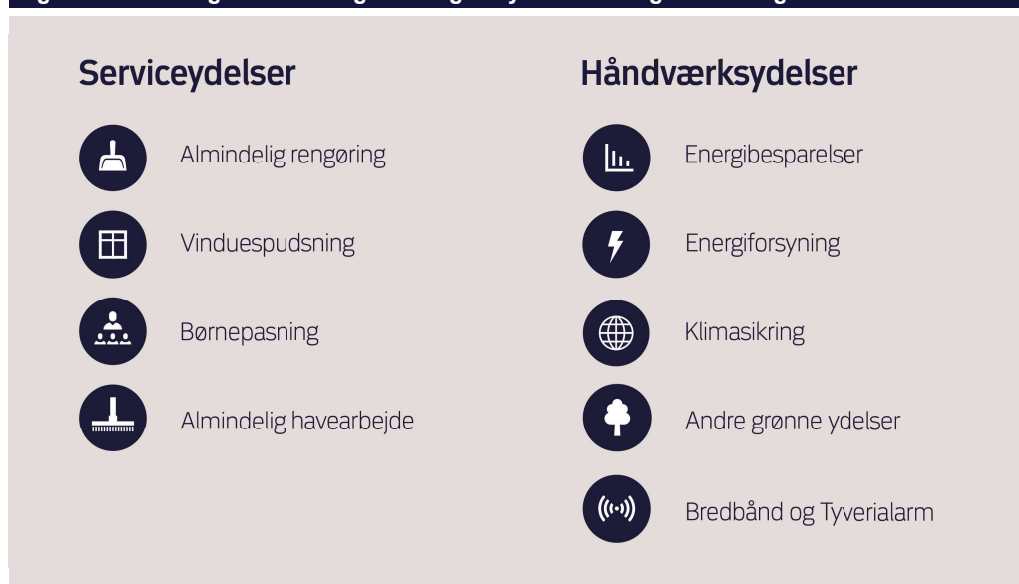 Serviceydelser
Almindelig rengøring
Vinduespudsning
Børnepasning
Almindelig havearbejde
Håndværksydelser
Energibesparelser
Energiforsyning
Klimasikring
Andre grønne ydelser
Bredbånd og Tyverialarm